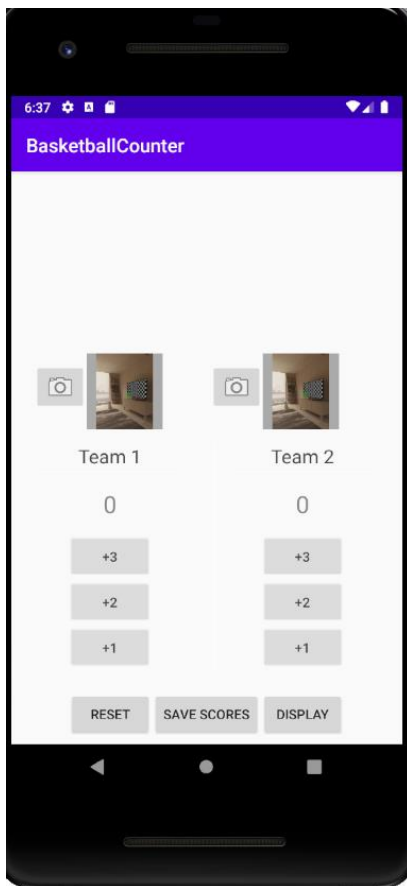 6:37
BasketballCounter
Team 1 Team 2
0 0
+3 +3
+2 +2
+1 +1
RESET SAVE SCORES DISPLAY